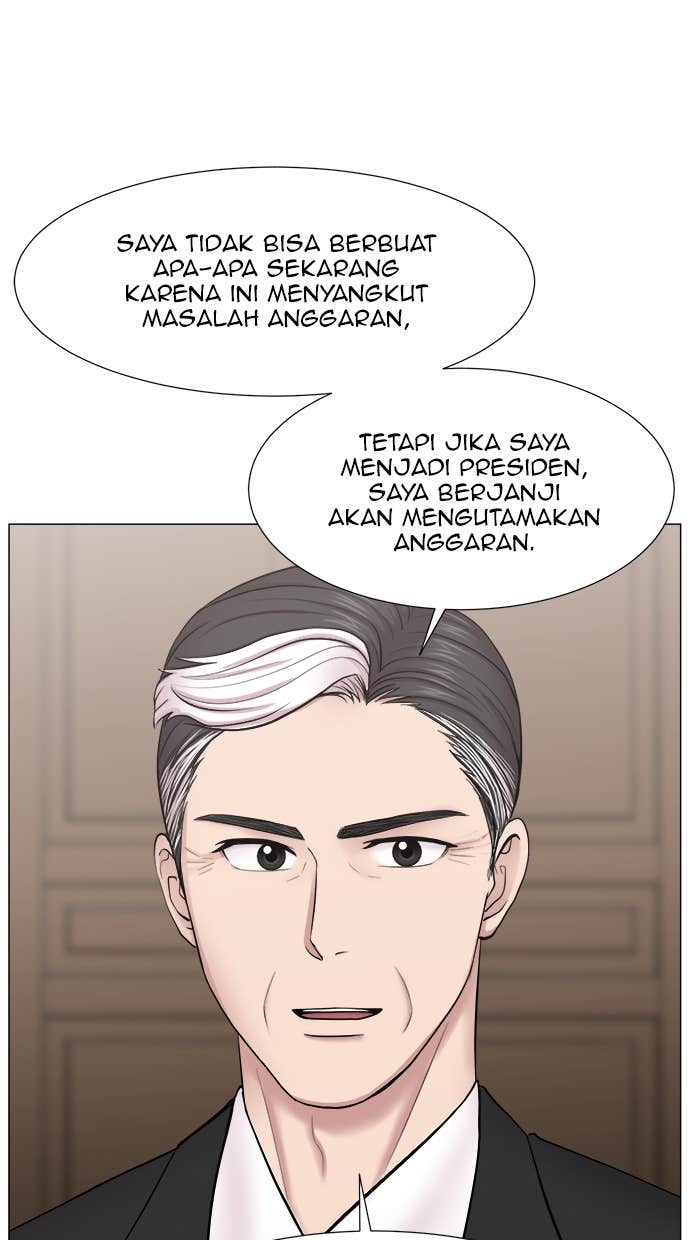 SAYA TIDAK BISA BERBUAT
APA-APA SEKARANG
KARENA INI MENYANGKUT
MASALAH ANGGARAN,
TETAPI JIKA SAYA
MENJADI PRESIDEN,
SAYA BERJANJI
AKAN MENGUTAMAKAN
ANGGARAN.